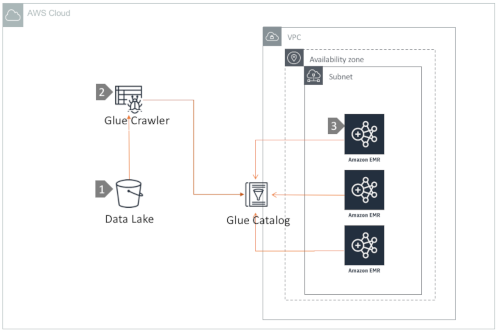 AWS Cloud
VPC
Availability zone
Subnet
2
Glue Crawler
3
Amazon EMR
1
Data Lake
Glue Catalog
Amazon EMR
Amazon EMR